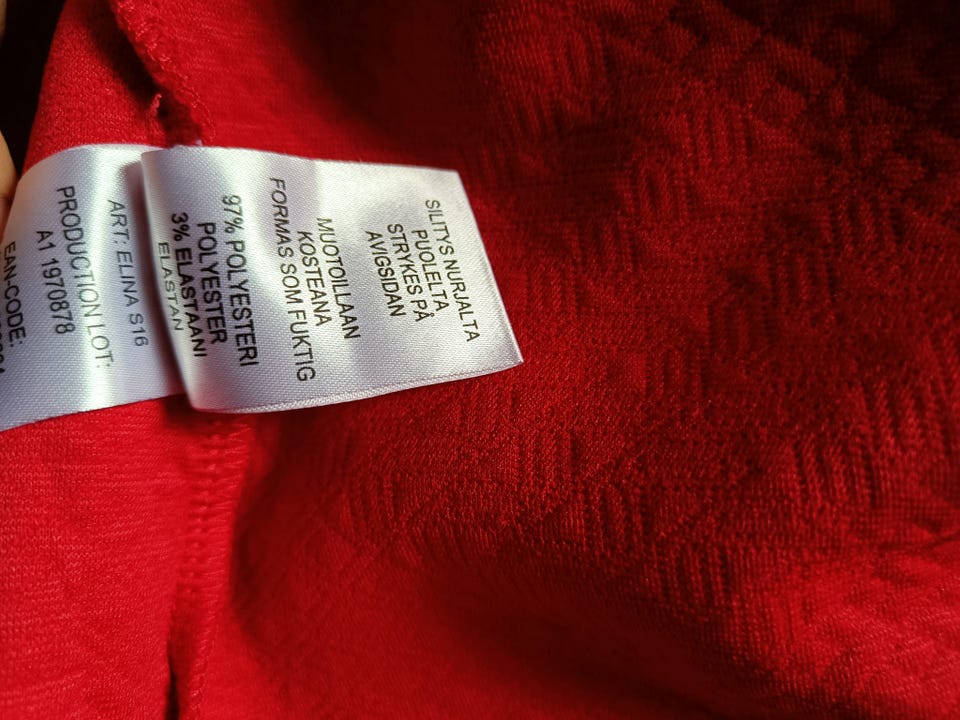 SILITYS NURJALTA
PUOLELTA
STRYKES PÅ
AVIGSIDAN
MUOTOILLAAN
KOSTEANA
FORMAS SOM FUKTIG
97% POLYESTERI
POLYESTER
3% ELASTAANI
ELASTAN
ART: ELINA S16
PRODUCTION LOT:
A1 1970878
EAN-CODE: